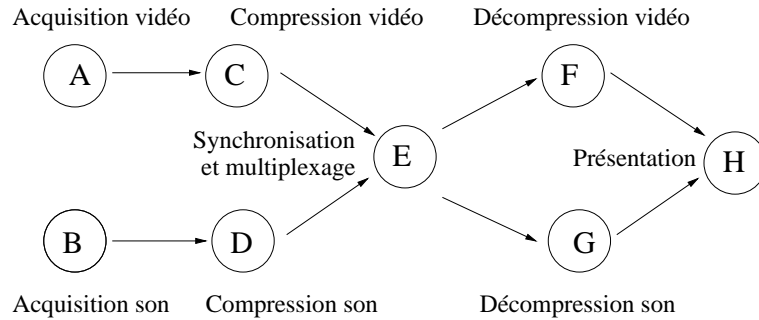 Acquisition vidéo
Compression vidéo
Décompression vidéo
A
C
F
Synchronisation
et multiplexage
E
Présentation
H
B
D
G
Acquisition son
Compression son
Décompression son